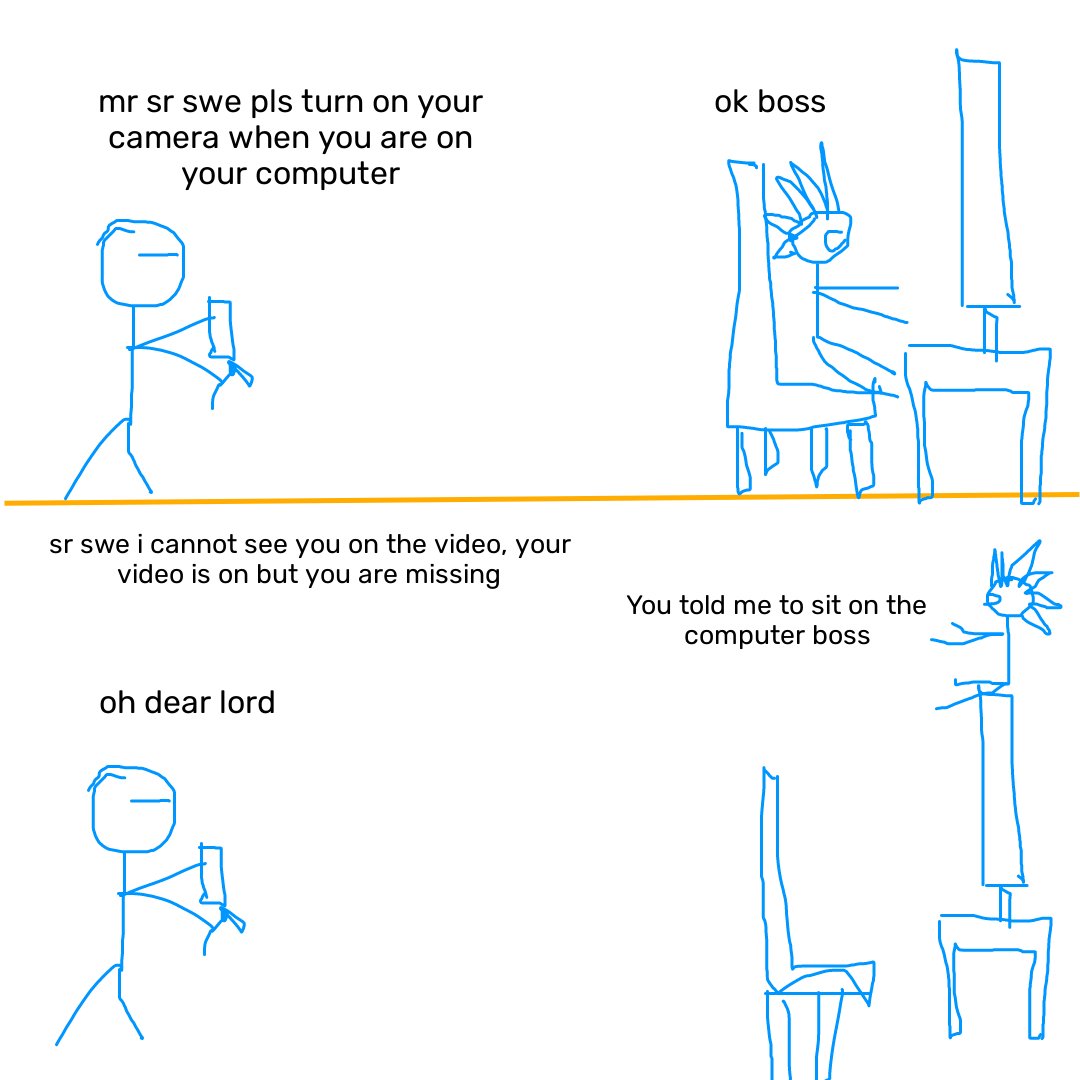 mr sr swe pls turn on your
camera when you are on
your computer
ok boss
sr swe i cannot see you on the video, your
video is on but you are missing
You told me to sit on the
computer boss
oh dear lord